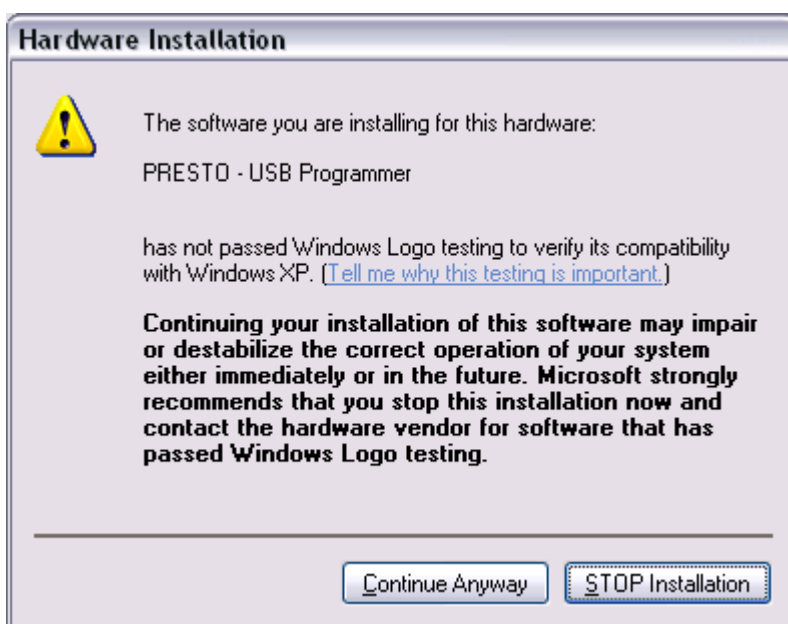 Hardware Installation
The software you are installing for this hardware:
PRESTO - USB Programmer
has not passed Windows Logo testing to verify its compatibility
with Windows XP. (Tell me why this testing is important.)
Continuing your installation of this software may impair
or destabilize the correct operation of your system
either immediately or in the future. Microsoft strongly
recommends that you stop this installation now and
contact the hardware vendor for software that has
passed Windows Logo testing.
Continue Anyway
STOP Installation